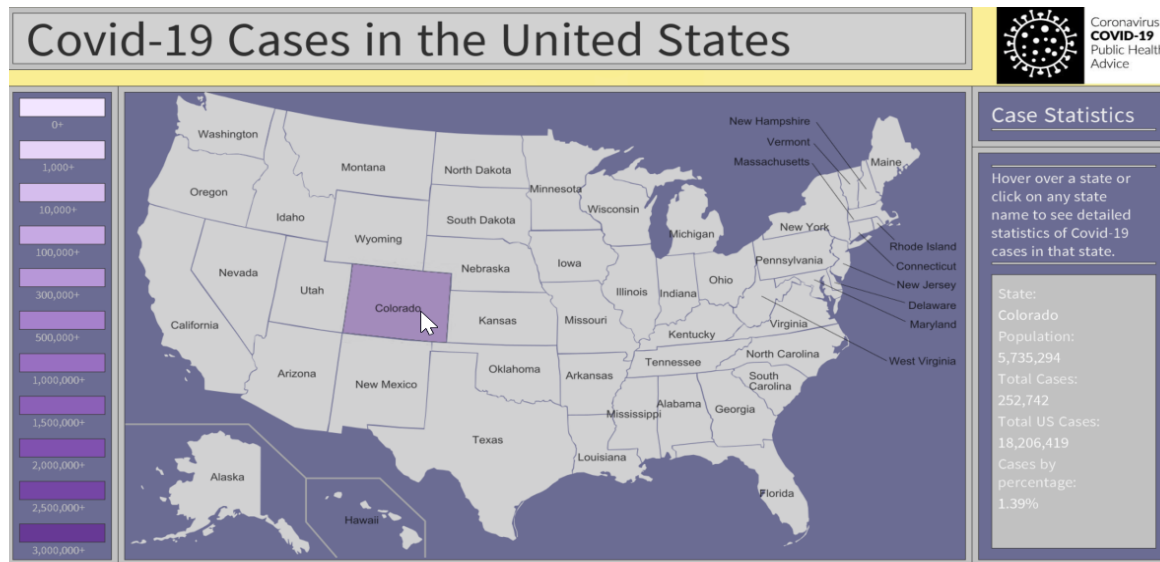 Covid-19 Cases in the United States
Coronavirus
COVID-19
Public Health
Advice
0+
1,000+
10,000+
100,000+
300,000+
500,000+
1,000,000+
1,500,000+
2,000,000+
2,500,000+
3,000,000+
Washington
Oregon
Idaho
Montana
Wyoming
North Dakota
South Dakota
Nebraska
Minnesota
Wisconsin
Michigan
Iowa
Illinois
Indiana
Ohio
Nevada
Utah
Colorado
Kansas
Missouri
Kentucky
California
Arizona
New Mexico
Oklahoma
Arkansas
Tennessee
Texas
Louisiana
Mississippi
Alabama
Georgia
Florida
South
Carolina
North Carolina
Virginia
Pennsylvania
New York
New Hampshire
Vermont
Massachusetts
Maine
Rhode Island
Connecticut
New Jersey
Delaware
Maryland
West Virginia
Alaska
Hawaii
Case Statistics
Hover over a state or
click on any state
name to see detailed
statistics of Covid-19
cases in that state.
State:
Colorado
Population:
5,735,294
Total Cases:
252,742
Total US Cases:
18,206,419
Cases by
percentage:
1.39%